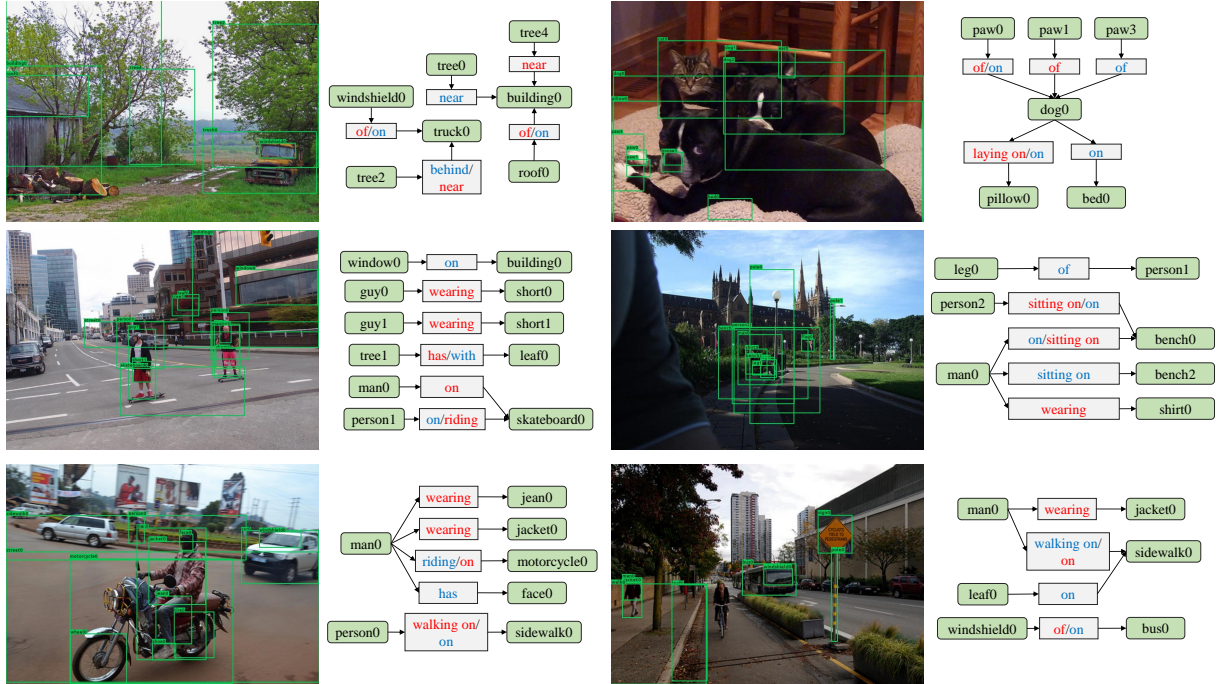 tree4
near
tree0
near
building0
windshield0
of/on
truck0
of/on
tree2
behind/
near
roof0
paw0
paw1
paw3
of/on
of
of
dog0
laying on/on
on
pillow0
bed0
window0
on
building0
guy0
wearing
short0
guy1
wearing
short1
tree1
has/with
leaf0
man0
on
person1
on/riding
skateboard0
leg0
of
person1
person2
sitting on/on
on/sitting on
bench0
man0
sitting on
bench2
wearing
shirt0
wearing
jean0
wearing
jacket0
man0
riding/on
motorcycle0
has
face0
person0
walking on/
on
sidewalk0
man0
wearing
jacket0
walking on/
on
sidewalk0
leaf0
on
windshield0
of/on
bus0